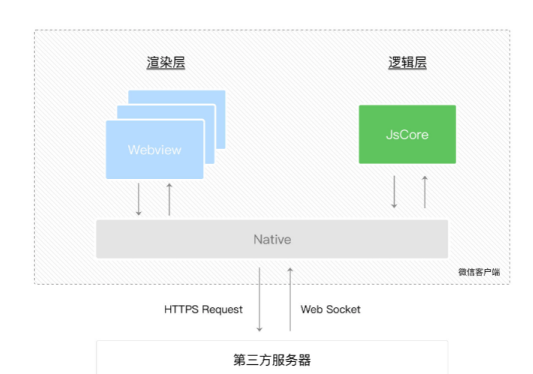 渲染层
逻辑层
Webview
JsCore
Native
微信客户端
HTTPS Request
Web Socket
第三方服务器